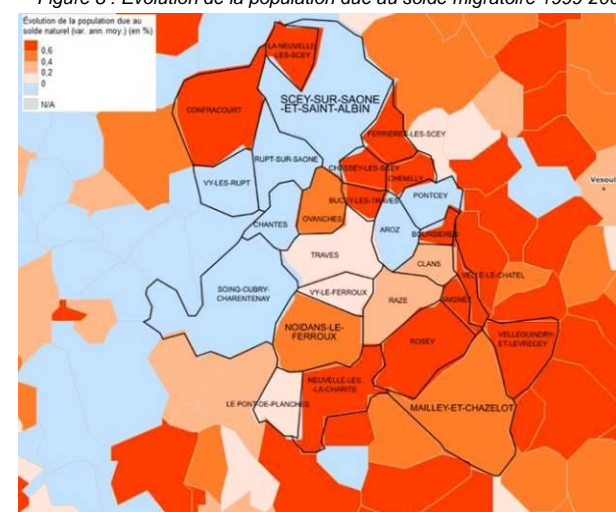 Figure 8 : Evolution de la population due au solde migratoire 1999-200
Évolution de la population due au
solde naturel (var. ann. moy.) (en %)
0,6
0,4
0,2
0
N/A
LA NEUVELLE
-LES-SCEY
CONFRACOURT
SCEY-SUR-SAONE
-ET-SAINT-ALBIN
FERRIERES-LES-SCEY
RUPT-SUR-SAONE
CHASSEY-LES-SCEY
CHEMILLY
VY-LES-RUPT
Vesoul
PONTCEY
BUCEY-LES-TRAVES
OVANCHES
CHANTES
AROZ
BOURSIERES
TRAVES
CLANS
VELLE-LE-CHATEL
SOING-CUBRY-
CHARENTENAY
VY-LE-FERROUX
RAZE
BAIGNES
NOIDANS-LE-
FERROUX
ROSEY
VELLEGUINDRY-
ET-LEVRECEY
NEUVELLE-LES
-LA-CHARITE
LE PONT-DE-PLANCHES
MAILLEY-ET-CHAZELOT